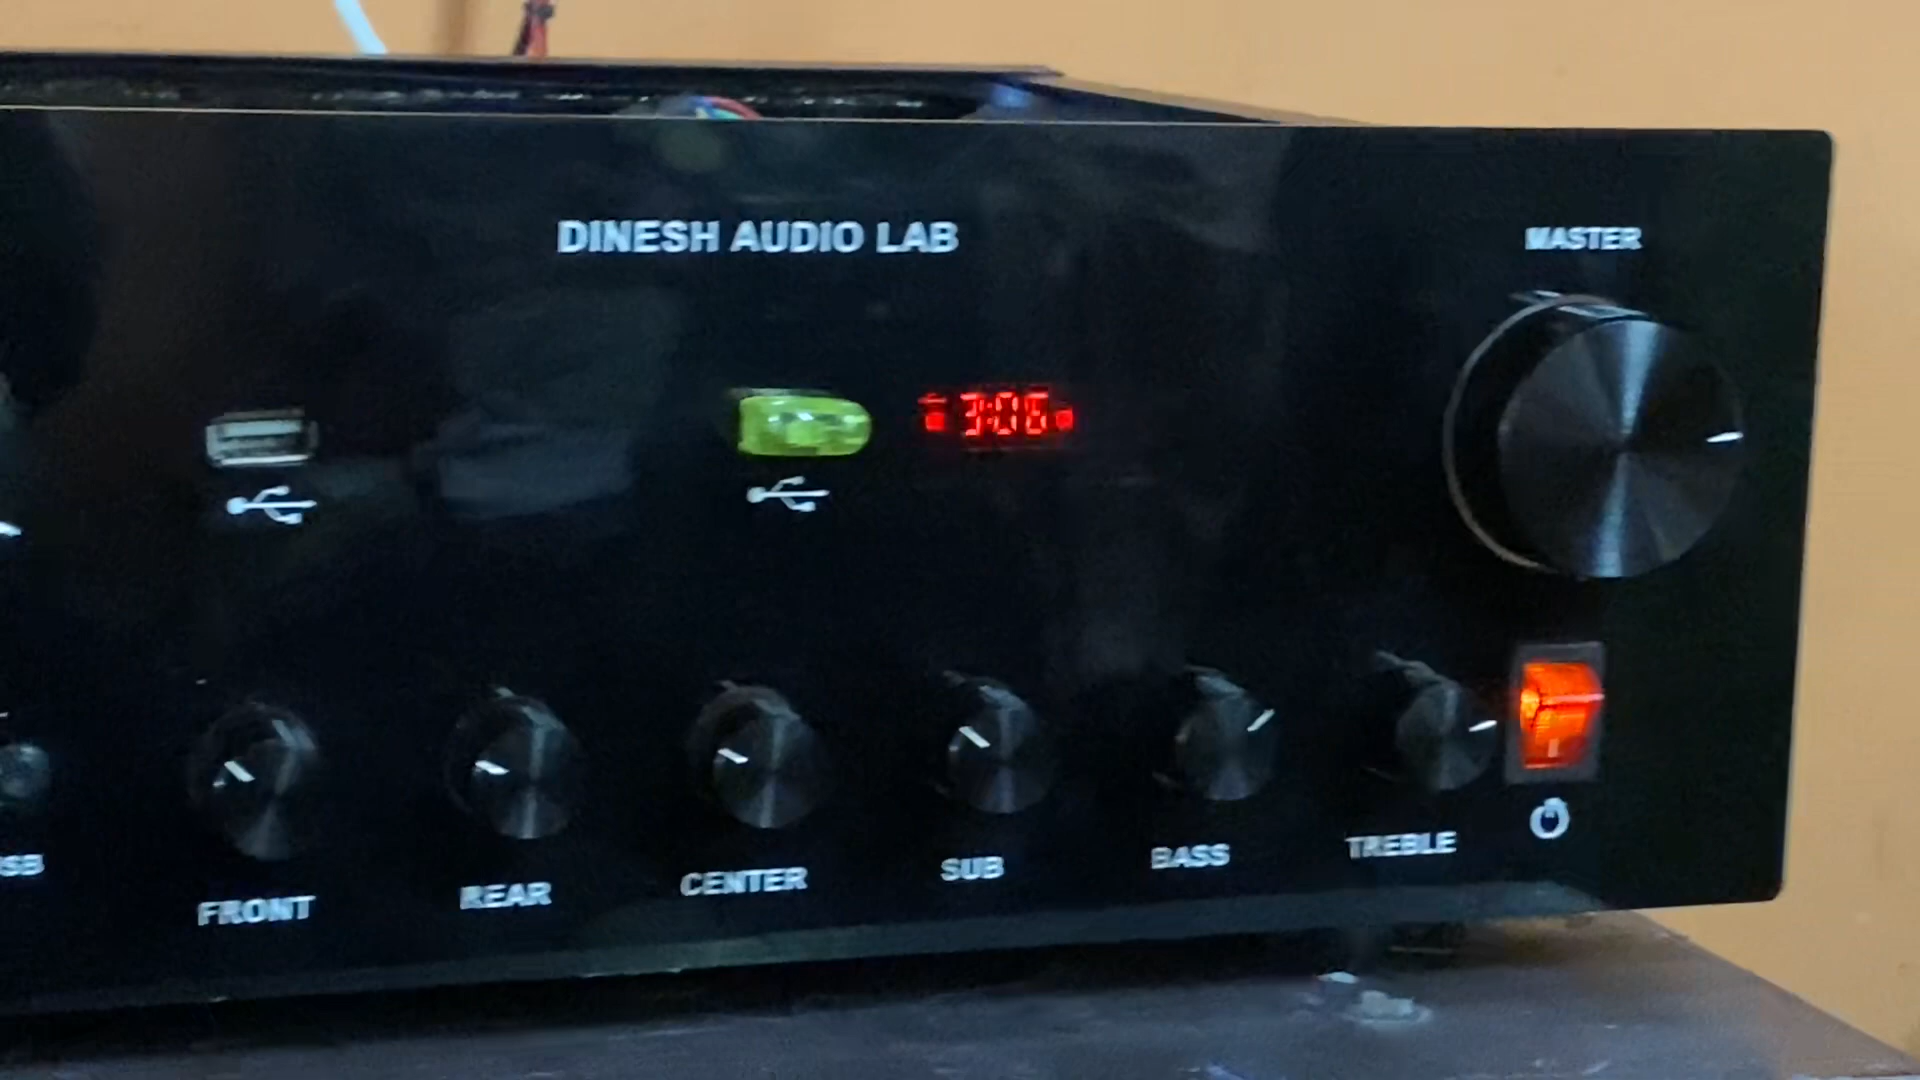 DINESH AUDIO LAB
MASTER
3:06
FRONT
REAR
CENTER
SUB
BASS
TREBLE